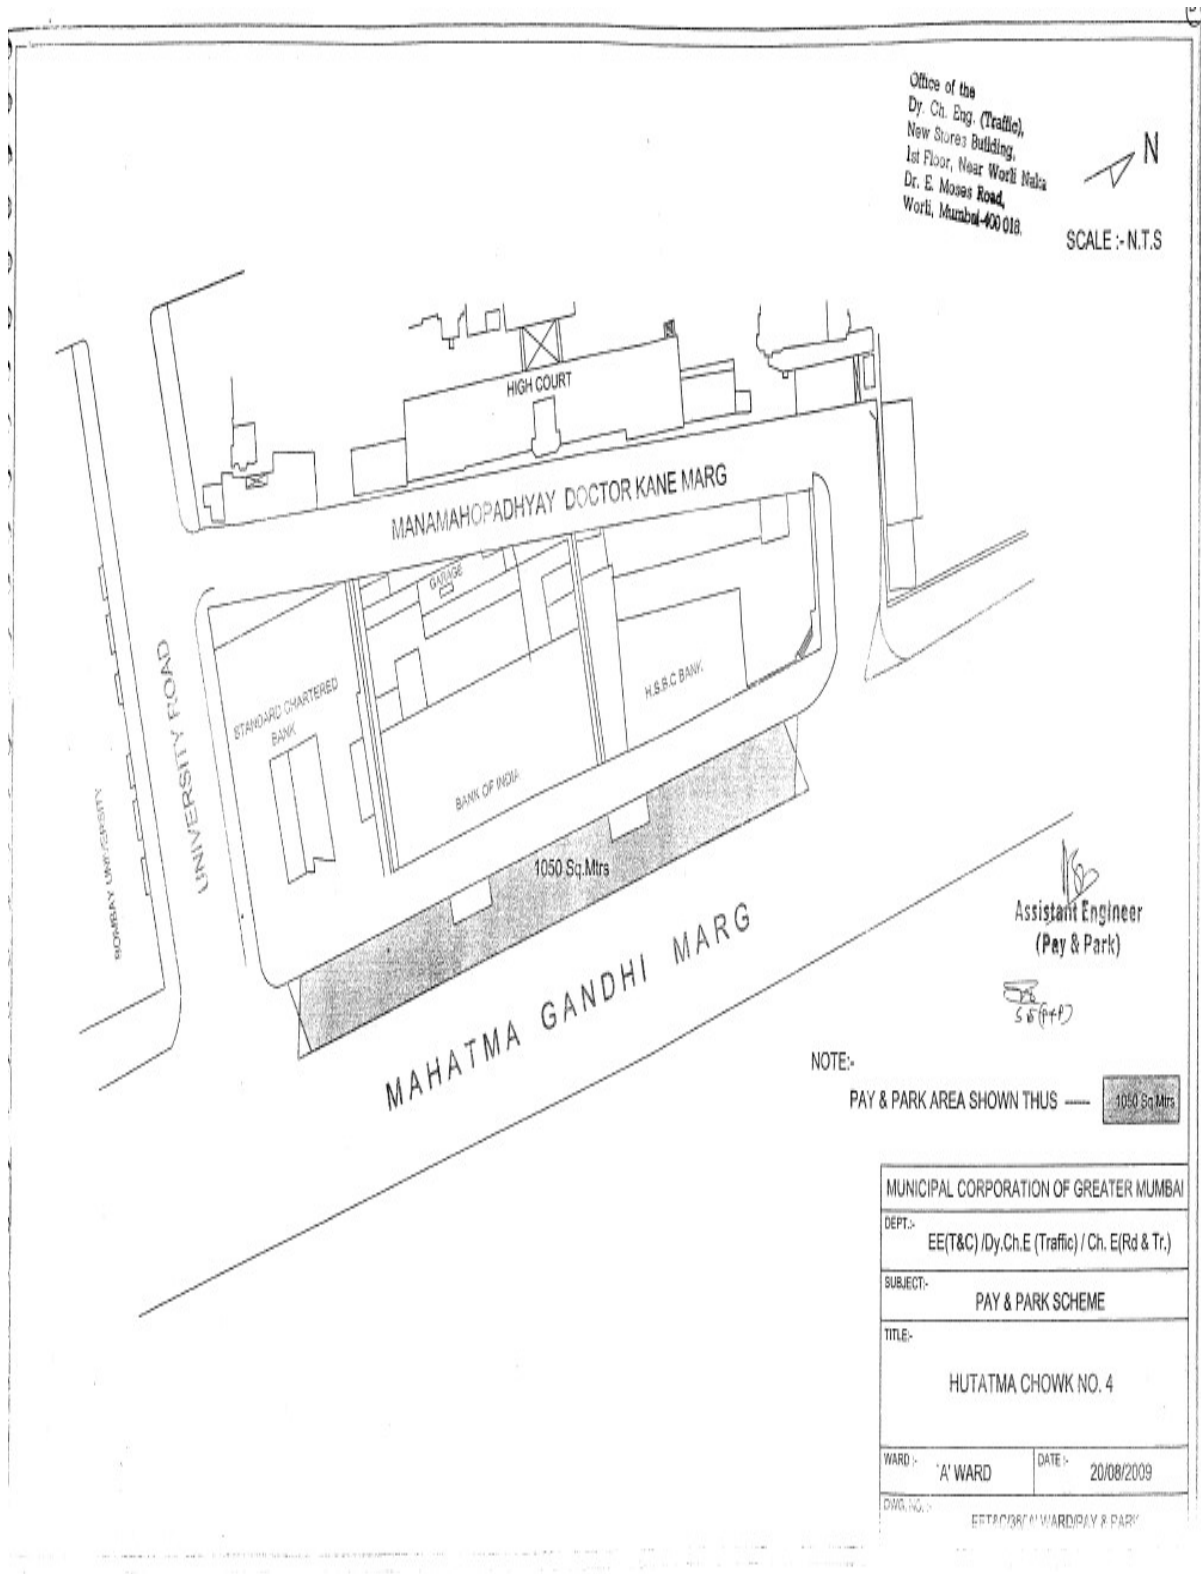 Office of the
Dy. Ch. Eng. (Traffic),
New Stores Building,
1st Floor, Near Worli Naka
Dr. E. Moses Road,
Worli, Mumbai-400 018.
N
SCALE :- N.T.S
HIGH COURT
MANAMAHOPADHYAY DOCTOR KANE MARG
GARAGE
UNIVERSITY ROAD
STANDARD CHARTERED
BANK
H.S.B.C BANK
BANK OF INDIA
BOMBAY UNIVERSITY
1050 Sq.Mtrs
MAHATMA GANDHI MARG
Assistant Engineer
(Pay & Park)
NOTE:-
PAY & PARK AREA SHOWN THUS
1050 Sq.Mtrs
MUNICIPAL CORPORATION OF GREATER MUMBAI
DEPT.:-
EE(T&C) /Dy.Ch.E (Traffic) / Ch. E(Rd & Tr.)
SUBJECT:-
PAY & PARK SCHEME
TITLE:-
HUTATMA CHOWK NO. 4
WARD :- 'A' WARD DATE :- 20/08/2009
DWG. NO. :-
WARD/PAY & PARK